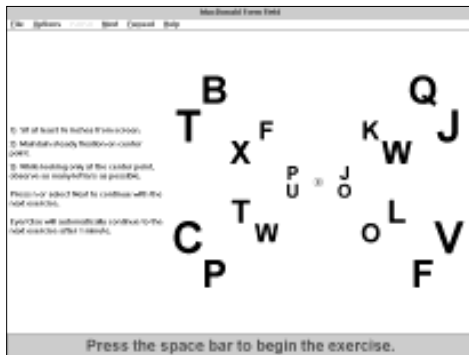 MacDonald Form Field
File Options Next Expand Help
1) Sit at least 16 inches from screen.
2) Maintain steady fixation on center
point.
3) While looking only at the center point,
observe as many letters as possible.
Press n or select Next to continue with the
next exercise.
Exercise will automatically continue to the
next exercise after 1 minute.
B Q
T F K J
X W
P J
U O
T L
C W O V
P F
Press the space bar to begin the exercise.